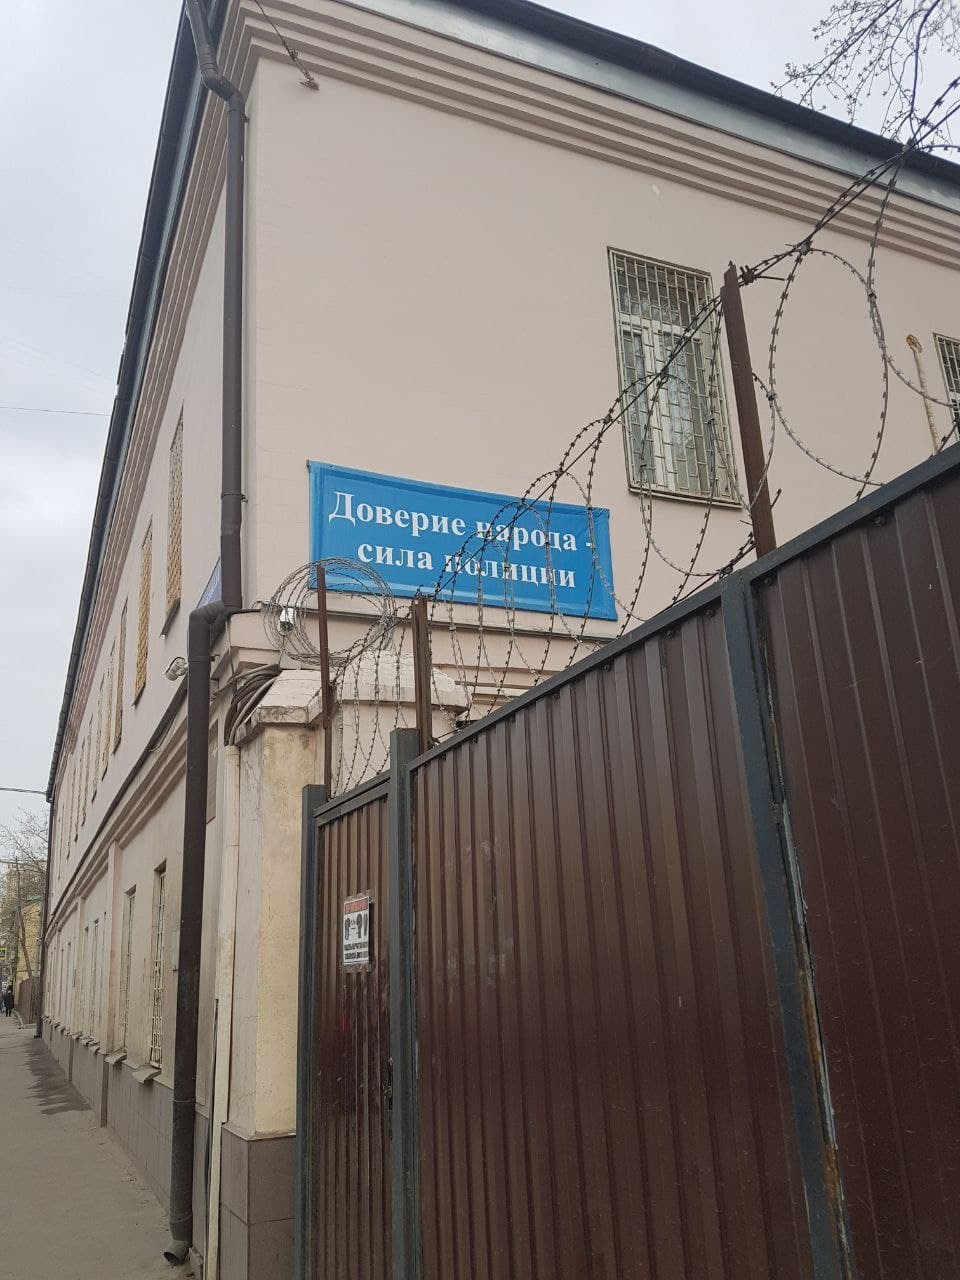 Доверие народа -
сила полиции